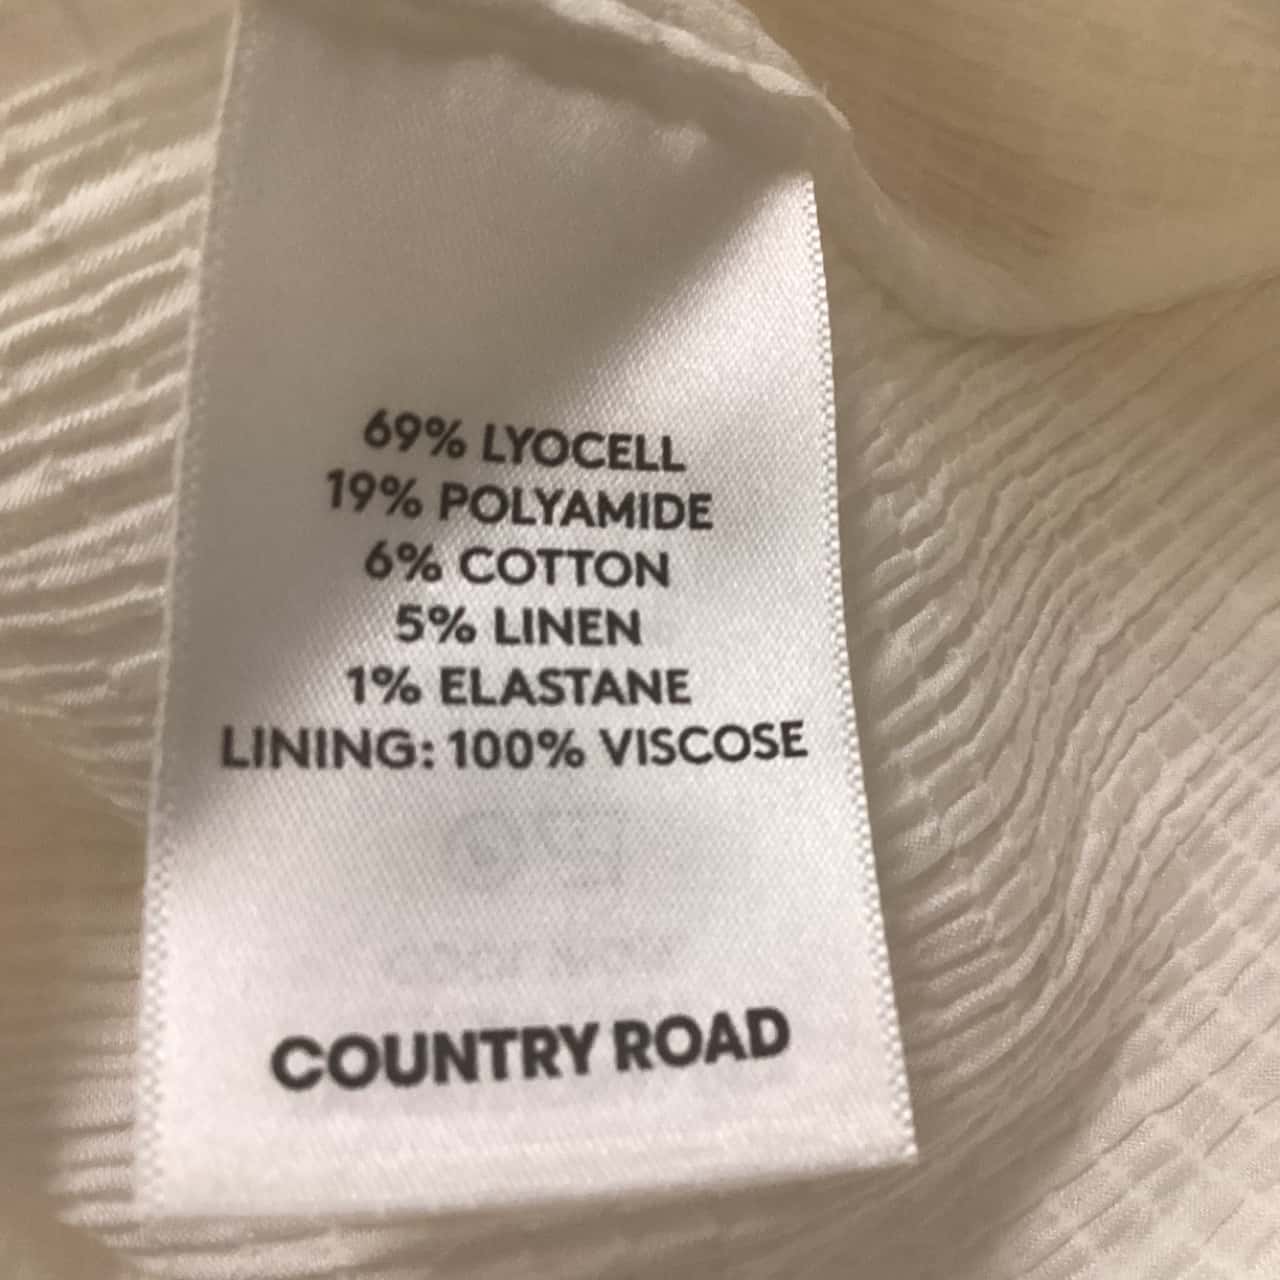 69% LYOCELL
19% POLYAMIDE
6% COTTON
5% LINEN
1% ELASTANE
LINING: 100% VISCOSE
COUNTRY ROAD